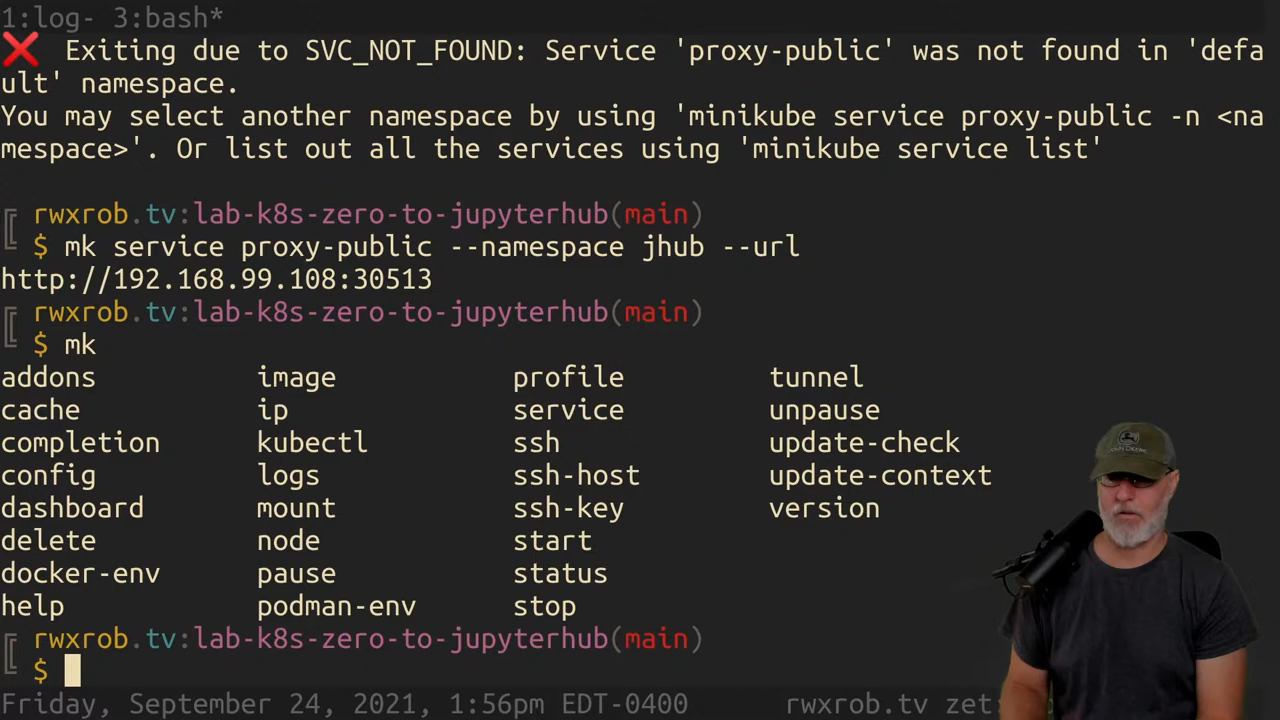 1:log- 3:bash*
❌ Exiting due to SVC_NOT_FOUND: Service 'proxy-public' was not found in 'defa
ult' namespace.
You may select another namespace by using 'minikube service proxy-public -n <na
mespace>'. Or list out all the services using 'minikube service list'
rwxrob.tv:lab-k8s-zero-to-jupyterhub(main)
$ mk service proxy-public --namespace jhub --url
http://192.168.99.108:30513
rwxrob.tv:lab-k8s-zero-to-jupyterhub(main)
$ mk
addons image profile tunnel
cache ip service unpause
completion kubectl ssh update-check
config logs ssh-host update-context
dashboard mount ssh-key version
delete node start
docker-env pause status
help podman-env stop
rwxrob.tv:lab-k8s-zero-to-jupyterhub(main)
$
Friday, September 24, 2021, 1:56pm EDT-0400 rwxrob.tv zet: